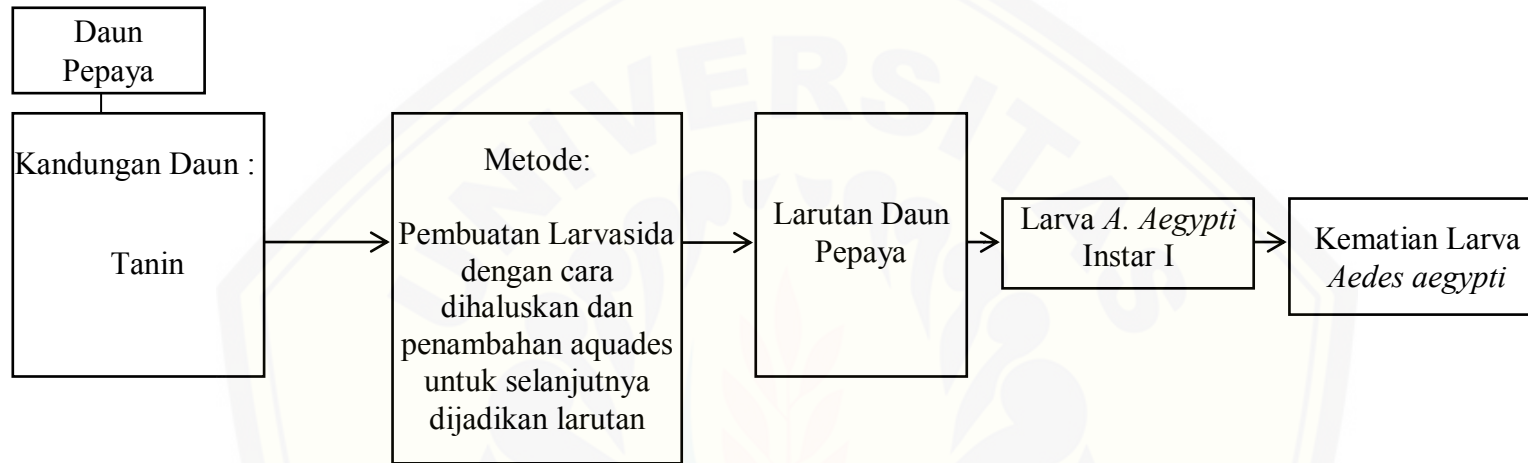 Daun
Pepaya
Kandungan Daun :
Tanin
Metode:
Pembuatan Larvasida
dengan cara
dihaluskan dan
penambahan aquades
untuk selanjutnya
dijadikan larutan
Larutan Daun
Pepaya
Larva A. Aegypti
Instar I
Kematian Larva
Aedes aegypti
UNIVERSITAS